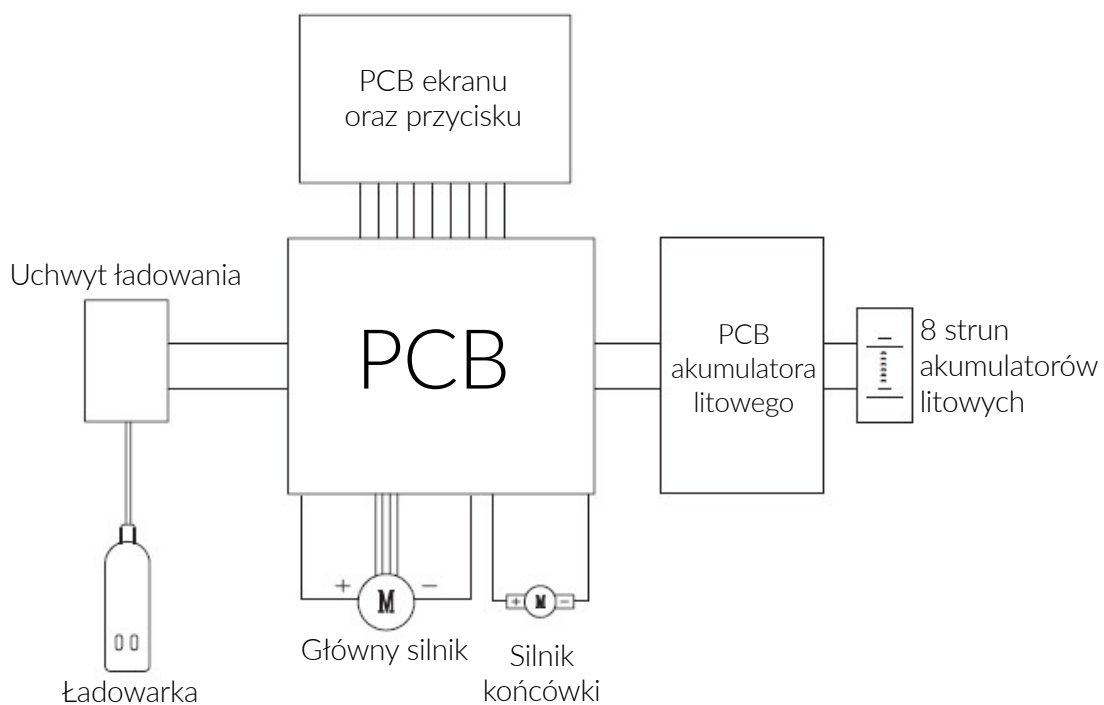 PCB ekranu
oraz przycisku
Uchwyt ładowania
PCB
PCB
akumulatora
litowego
8 strun
akumulatorów
litowych
+ M −
+ M −
Główny silnik
Silnik
końcówki
Ładowarka